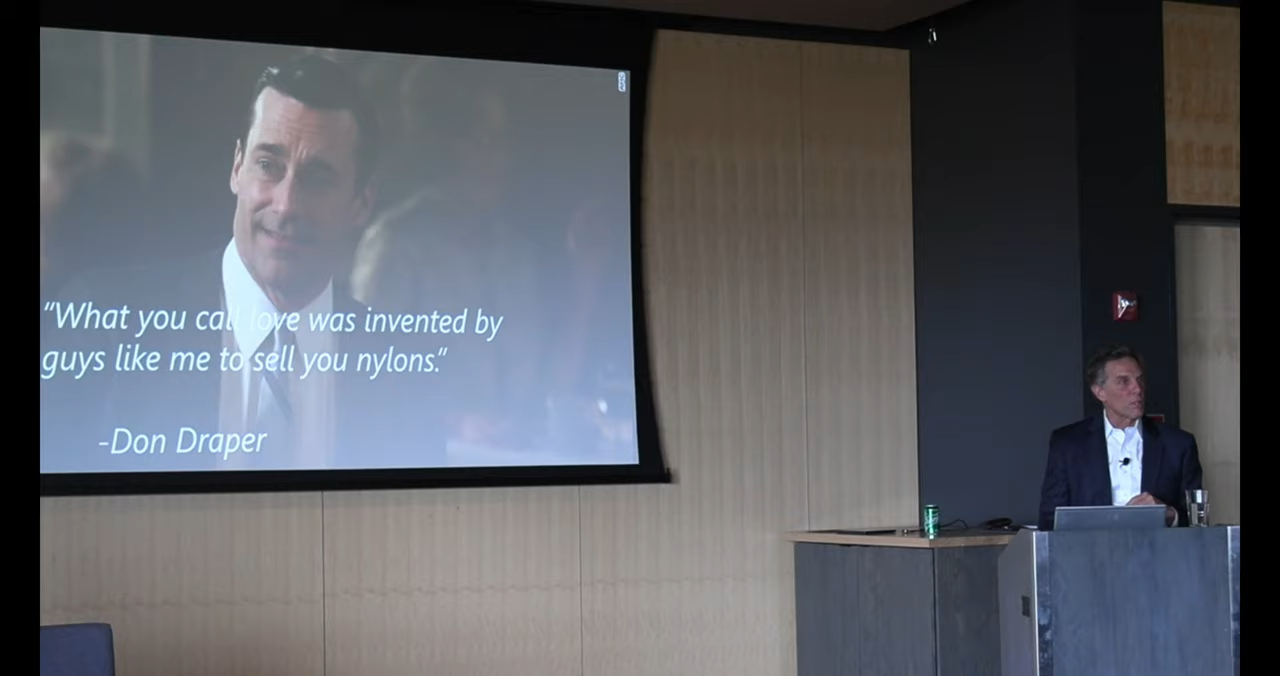 “What you call love was invented by
guys like me to sell you nylons.”
-Don Draper